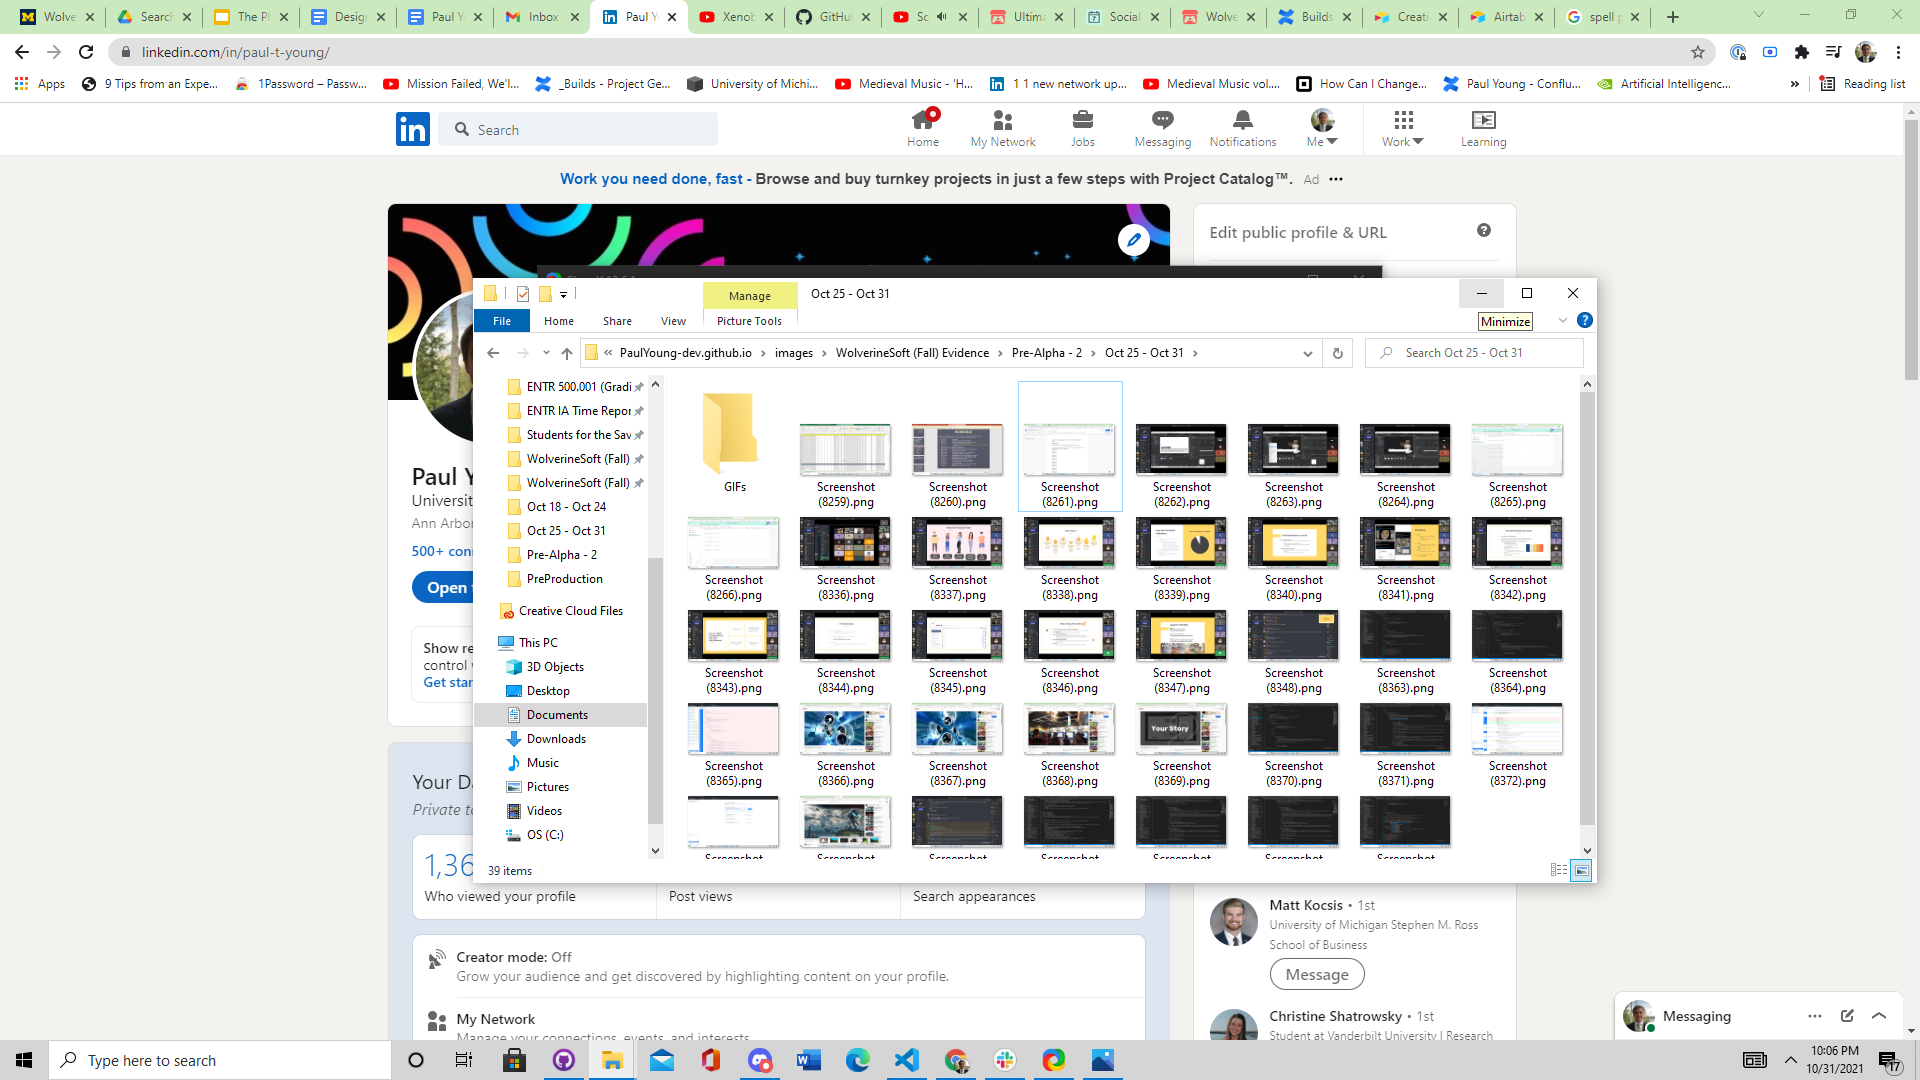 Wolve
Search
The Pl
Design
Paul Y
Inbox
Paul Y
Xenob
GitHu
Sc
Ultima
Social
Wolve
Builds
Creati
Airtab
spell p
linkedin.com/in/paul-t-young/
Apps
9 Tips from an Expe...
1Password – Passw...
Mission Failed, We'l...
_Builds - Project Ge...
University of Michi...
Medieval Music - 'H...
1 1 new network up...
Medieval Music vol....
How Can I Change...
Paul Young - Conflu...
Artificial Intelligenc...
»
Reading list
in
Search
Home
My Network
Jobs
Messaging
Notifications
Me
Work
Learning
Work you need done, fast - Browse and buy turnkey projects in just a few steps with Project Catalog™. Ad
Edit public profile & URL
Manage
Oct 25 - Oct 31
File
Home
Share
View
Picture Tools
Minimize
« PaulYoung-dev.github.io > images > WolverineSoft (Fall) Evidence > Pre-Alpha - 2 > Oct 25 - Oct 31 >
Search Oct 25 - Oct 31
ENTR 500.001 (Gradi
ENTR IA Time Repor
Students for the Sav
WolverineSoft (Fall)
WolverineSoft (Fall)
Oct 18 - Oct 24
Oct 25 - Oct 31
Pre-Alpha - 2
PreProduction
Creative Cloud Files
This PC
3D Objects
Desktop
Documents
Downloads
Music
Pictures
Videos
OS (C:)
GIFs
Screenshot (8259).png
Screenshot (8260).png
Screenshot (8261).png
Screenshot (8262).png
Screenshot (8263).png
Screenshot (8264).png
Screenshot (8265).png
Screenshot (8266).png
Screenshot (8336).png
Screenshot (8337).png
Screenshot (8338).png
Screenshot (8339).png
Screenshot (8340).png
Screenshot (8341).png
Screenshot (8342).png
Screenshot (8343).png
Screenshot (8344).png
Screenshot (8345).png
Screenshot (8346).png
Screenshot (8347).png
Screenshot (8348).png
Screenshot (8363).png
Screenshot (8364).png
Your Story
Screenshot (8365).png
Screenshot (8366).png
Screenshot (8367).png
Screenshot (8368).png
Screenshot (8369).png
Screenshot (8370).png
Screenshot (8371).png
Screenshot (8372).png
39 items
Paul Y
Universit
Ann Arbor
500+ conn
Open t
Show re
control
Get star
Your Da
Private to
1,36
Who viewed your profile
Post views
Search appearances
Creator mode: Off
Grow your audience and get discovered by highlighting content on your profile.
My Network
Manage your connections, events, and interests.
Matt Kocsis • 1st
University of Michigan Stephen M. Ross
School of Business
Message
Christine Shatrowsky • 1st
Student at Vanderbilt University | Research
Messaging
Type here to search
10:06 PM
10/31/2021
17